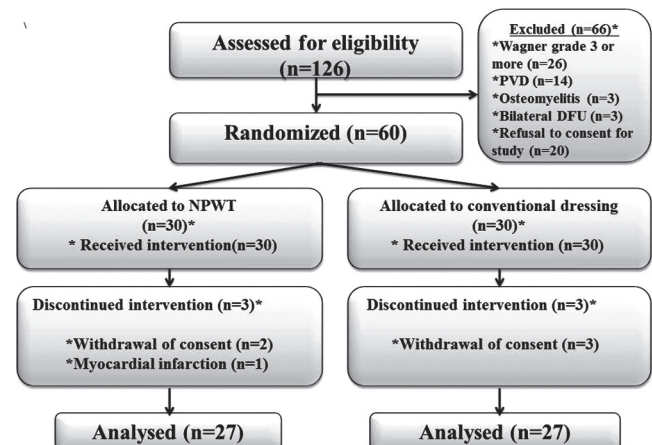 Assessed for eligibility
(n=126)
Excluded (n=66)*
*Wagner grade 3 or
more (n=26)
*PVD (n=14)
*Osteomyelitis (n=3)
*Bilateral DFU (n=3)
*Refusal to consent for
study (n=20)
Randomized (n=60)
Allocated to NPWT
(n=30)*
* Received intervention(n=30)
Allocated to conventional dressing
(n=30)*
* Received intervention (n=30)
Discontinued intervention (n=3)*
*Withdrawal of consent (n=2)
*Myocardial infarction (n=1)
Discontinued intervention (n=3)*
*Withdrawal of consent (n=3)
Analysed (n=27)
Analysed (n=27)